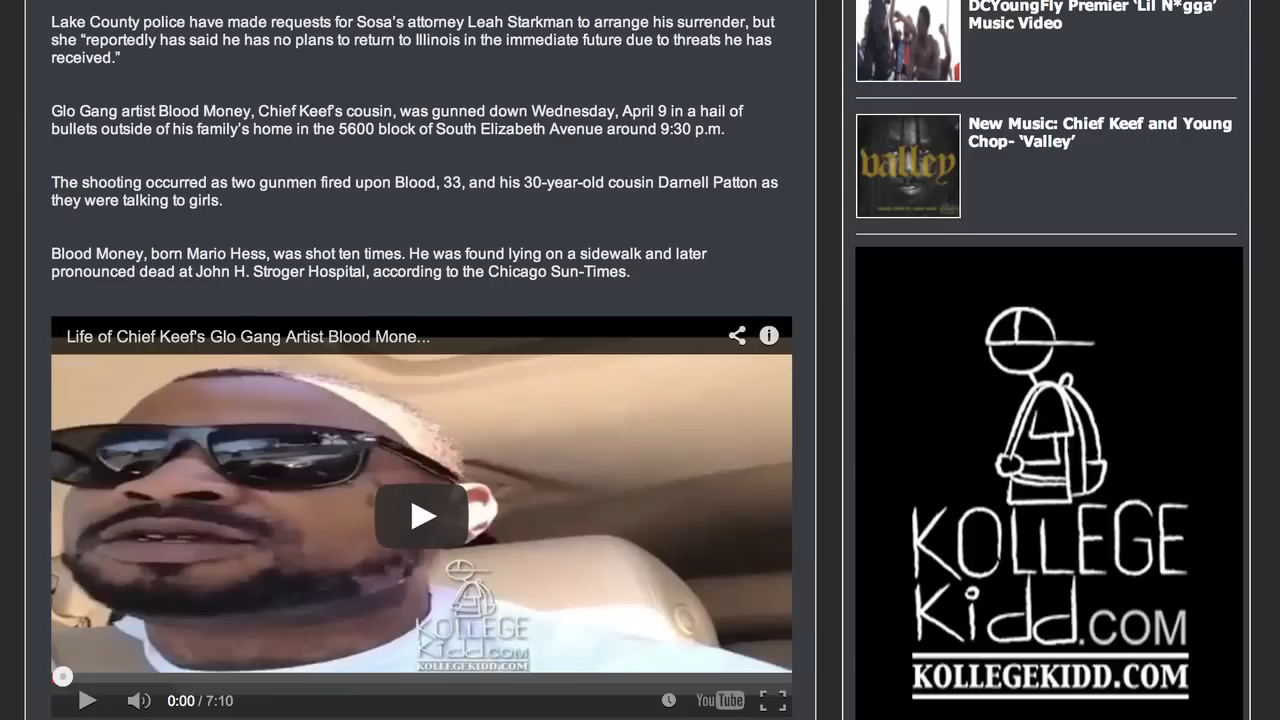 Lake County police have made requests for Sosa’s attorney Leah Starkman to arrange his surrender, but
she “reportedly has said he has no plans to return to Illinois in the immediate future due to threats he has
received.”
Glo Gang artist Blood Money, Chief Keef’s cousin, was gunned down Wednesday, April 9 in a hail of
bullets outside of his family’s home in the 5600 block of South Elizabeth Avenue around 9:30 p.m.
The shooting occurred as two gunmen fired upon Blood, 33, and his 30-year-old cousin Darnell Patton as
they were talking to girls.
Blood Money, born Mario Hess, was shot ten times. He was found lying on a sidewalk and later
pronounced dead at John H. Stroger Hospital, according to the Chicago Sun-Times.
Life of Chief Keef's Glo Gang Artist Blood Mone...
KOLLEGE
KiDD.COM
KOLLEGEKIDD.COM
0:00 / 7:10
YouTube
DCYoungFly Premier ‘Lil N*gga’
Music Video
valley
New Music: Chief Keef and Young
Chop- ‘Valley’
KOLLEGE
Kidd.COM
KOLLEGEKIDD.COM